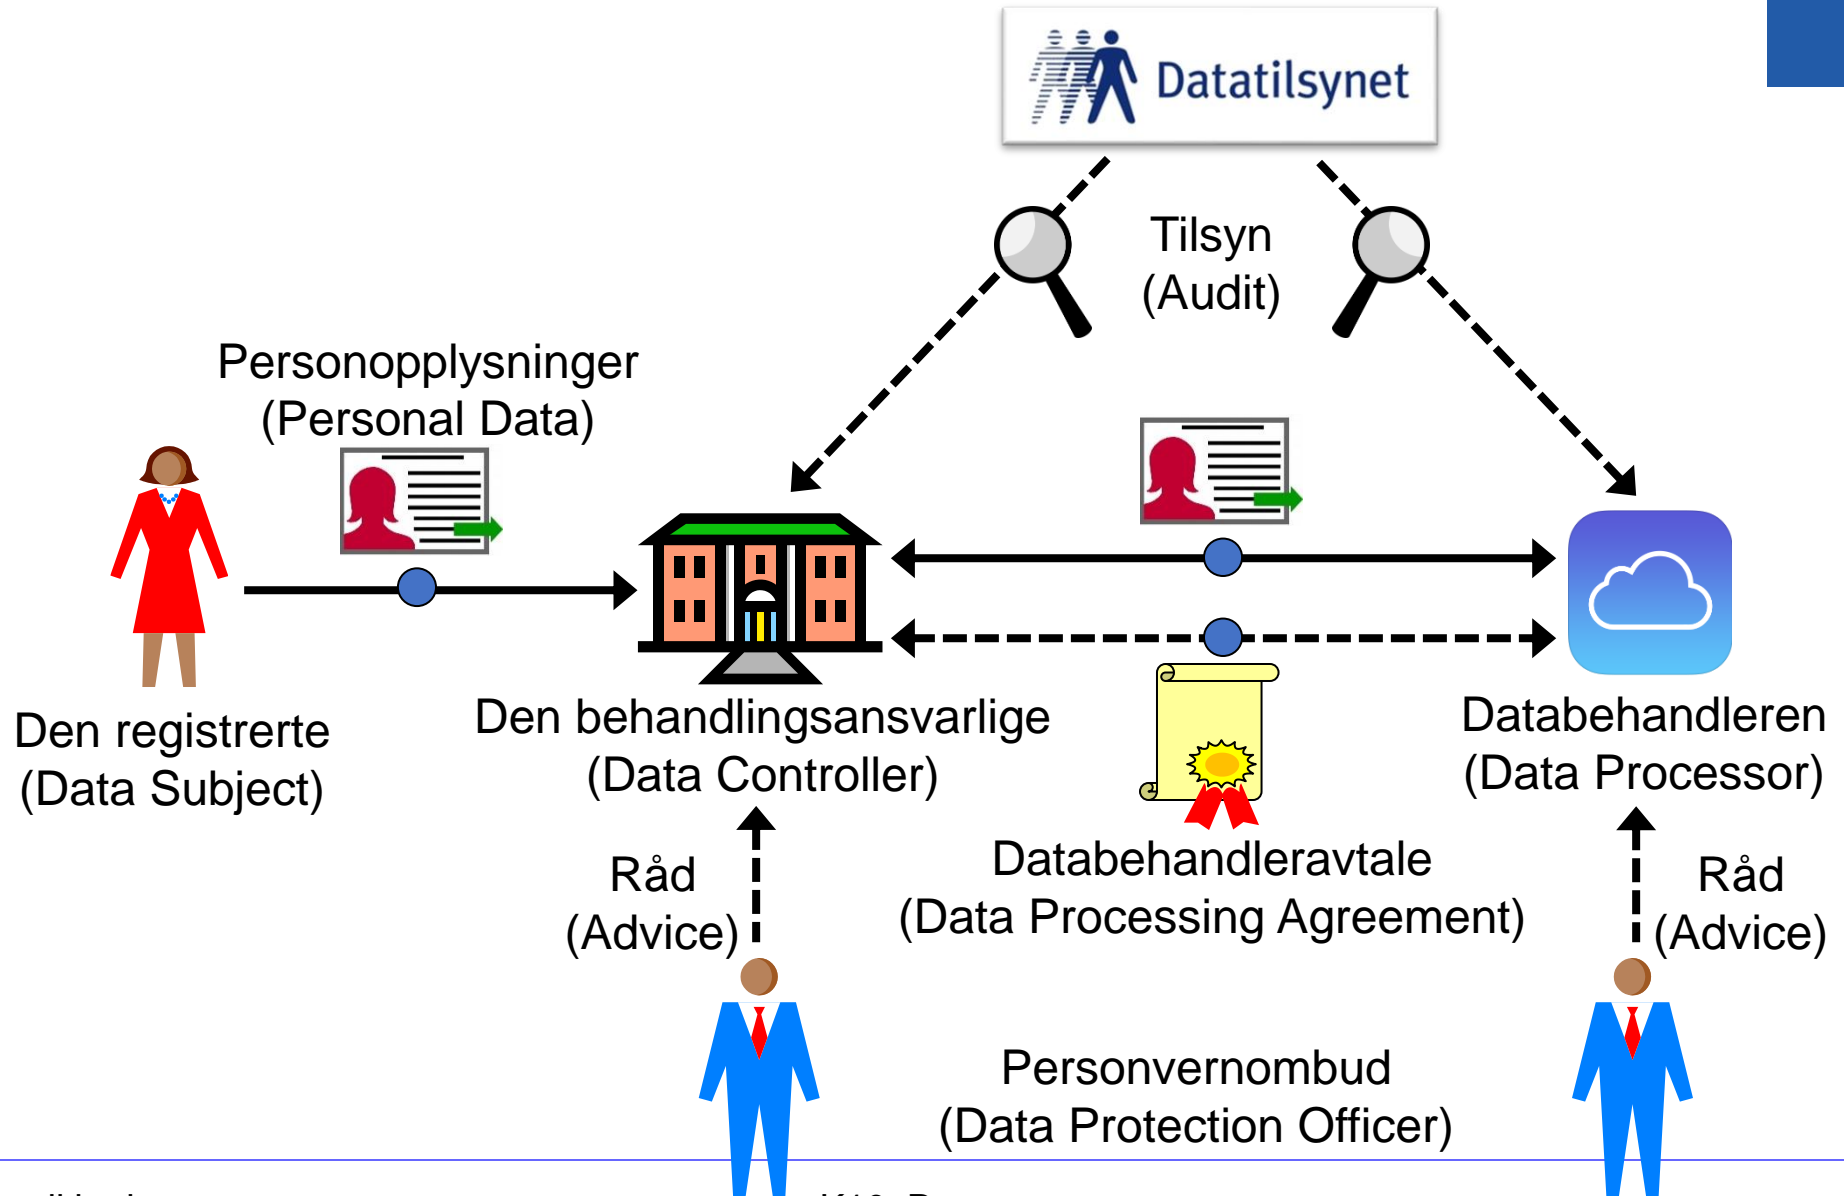 Datatilsynet
Tilsyn
(Audit)
Personopplysninger
(Personal Data)
Den registrerte
(Data Subject)
Den behandlingsansvarlige
(Data Controller)
Databehandleren
(Data Processor)
Råd
(Advice)
Databehandleravtale
(Data Processing Agreement)
Råd
(Advice)
Personvernombud
(Data Protection Officer)